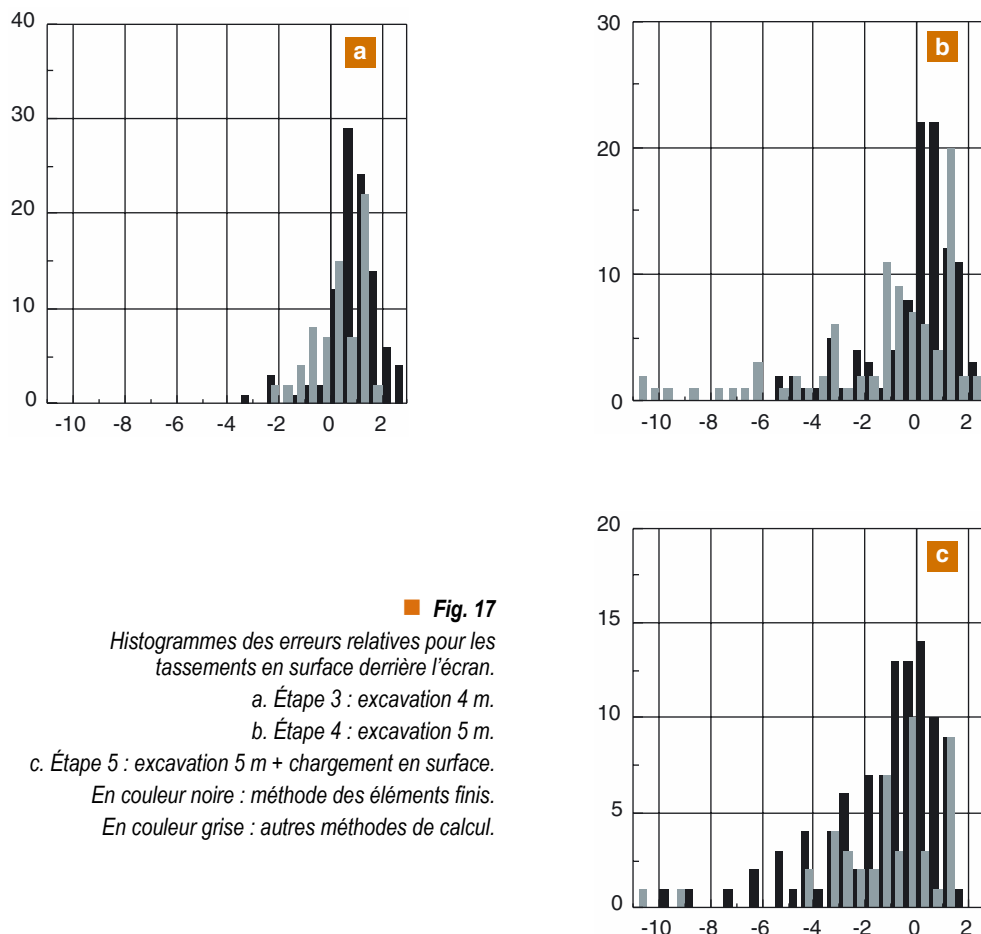 40
30
20
10
0
a
-10 -8 -6 -4 -2 0 2
30
20
10
0
b
-10 -8 -6 -4 -2 0 2
Fig. 17
Histogrammes des erreurs relatives pour les
tassements en surface derrière l'écran.
a. Étape 3 : excavation 4 m.
b. Étape 4 : excavation 5 m.
c. Étape 5 : excavation 5 m + chargement en surface.
En couleur noire : méthode des éléments finis.
En couleur grise : autres méthodes de calcul.
20
15
10
5
0
c
-10 -8 -6 -4 -2 0 2